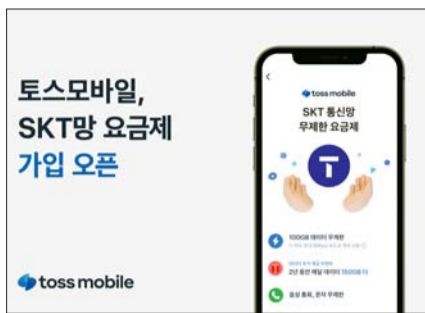 토스모바일,
SKT망 요금제
가입 오픈
toss mobile
toss mobile
SKT 통신망
무제한 요금제
T
100GB 데이터 무제한
2년 동안 매달 데이터 150GB 더
음성 통화, 문자 무제한